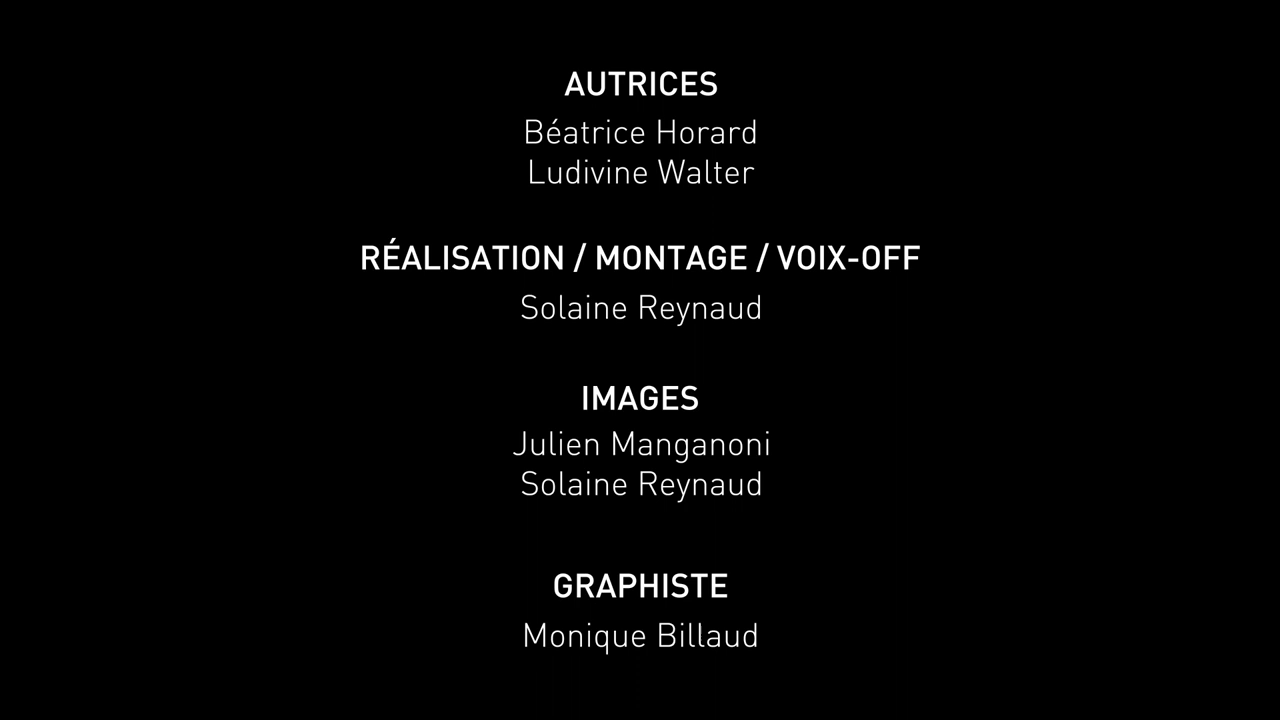 AUTRICES
Béatrice Horard
Ludivine Walter
RÉALISATION / MONTAGE / VOIX-OFF
Solaine Reynaud
IMAGES
Julien Manganoni
Solaine Reynaud
GRAPHISTE
Monique Billaud